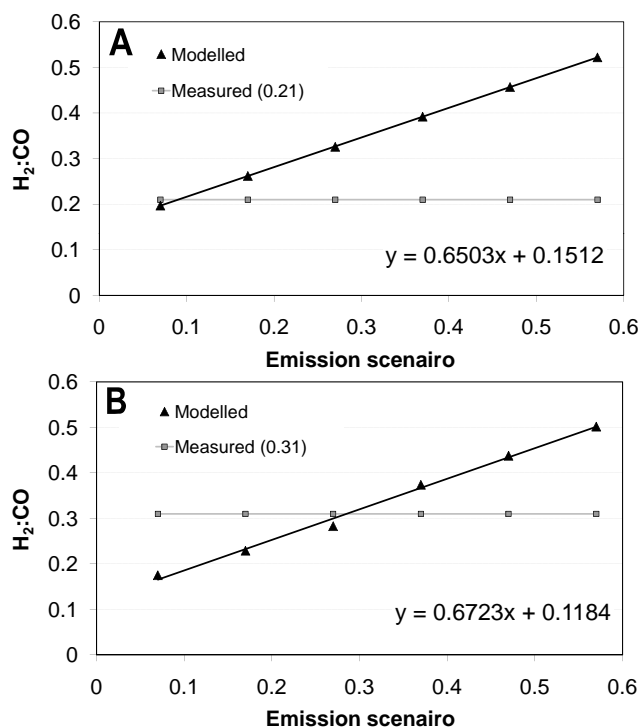 A
Modelled
Measured (0.21)
H2:CO
0.6
0.5
0.4
0.3
0.2
0.1
0
y = 0.6503x + 0.1512
0 0.1 0.2 0.3 0.4 0.5 0.6
Emission scenairo
B
Modelled
Measured (0.31)
H2:CO
0.6
0.5
0.4
0.3
0.2
0.1
0
y = 0.6723x + 0.1184
0 0.1 0.2 0.3 0.4 0.5 0.6
Emission scenairo